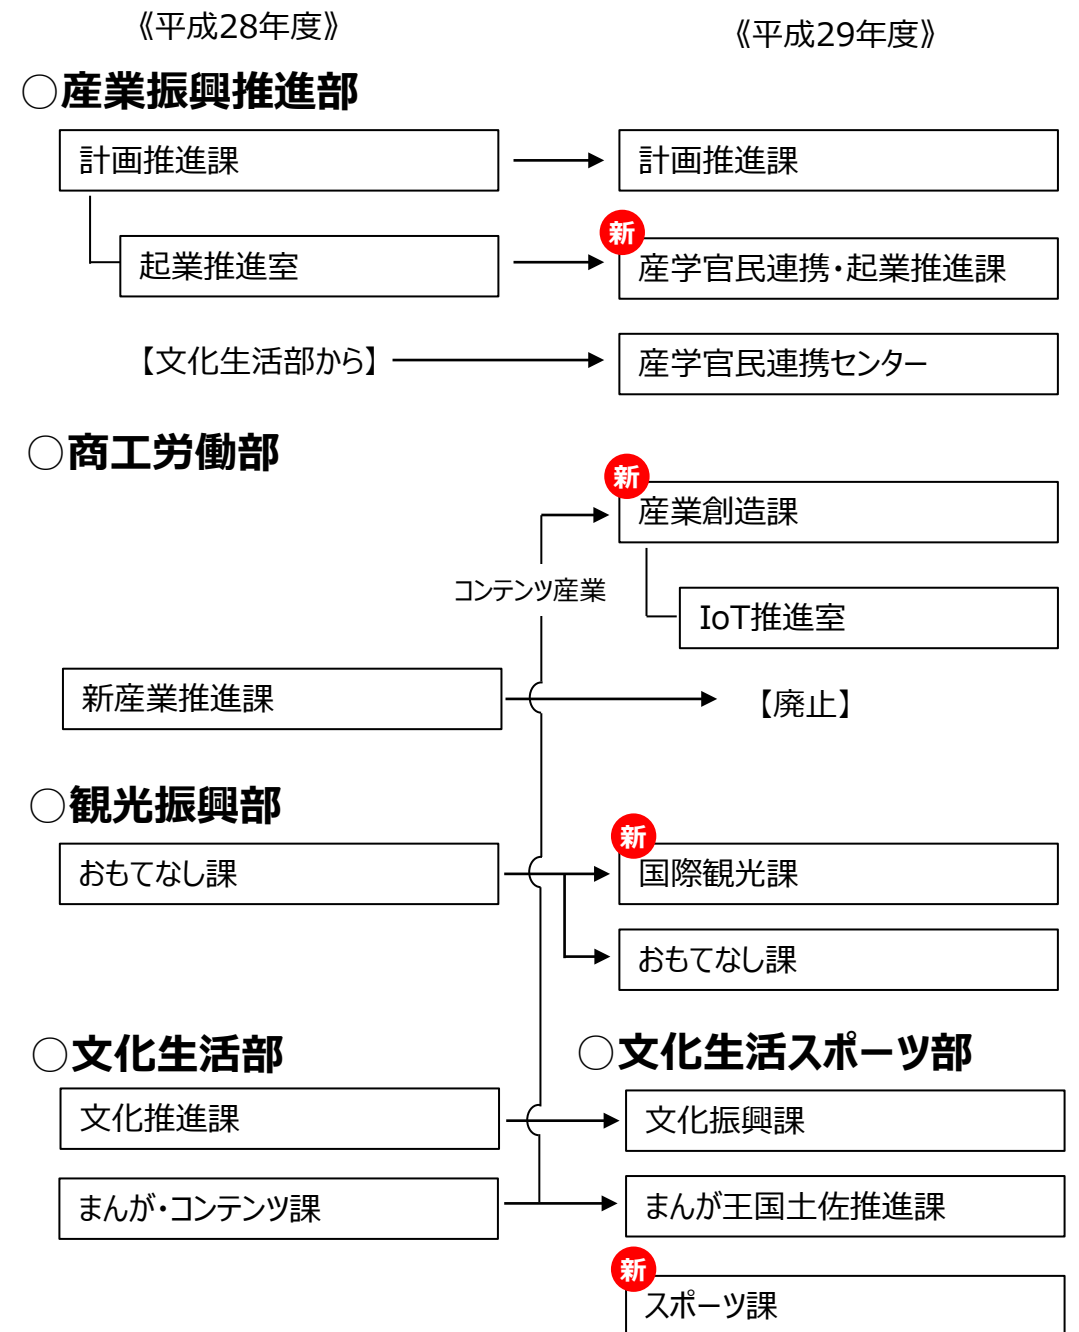 《平成28年度》
《平成29年度》
○産業振興推進部
計画推進課
計画推進課
起業推進室
新
産学官民連携・起業推進課
【文化生活部から】
産学官民連携センター
○商工労働部
新
産業創造課
コンテンツ産業
IoT推進室
新産業推進課
【廃止】
○観光振興部
おもてなし課
新
国際観光課
おもてなし課
○文化生活部
○文化生活スポーツ部
文化推進課
文化振興課
まんが・コンテンツ課
まんが王国土佐推進課
新
スポーツ課